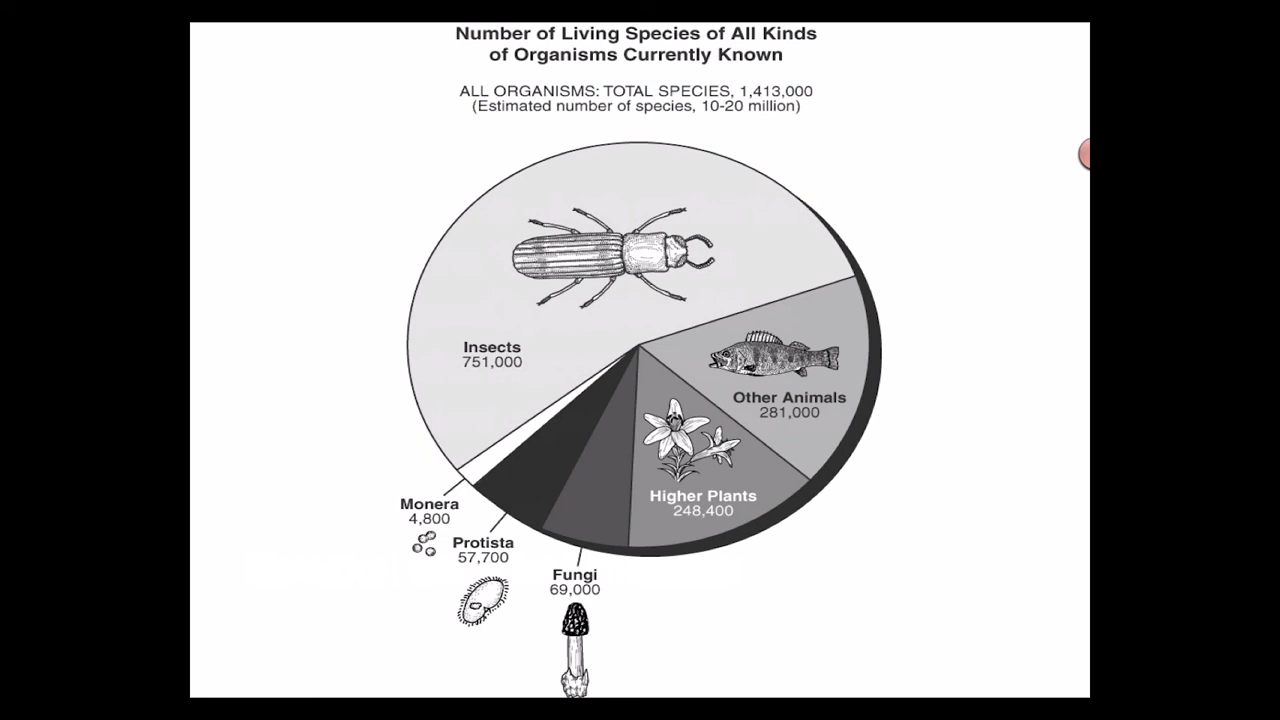 Number of Living Species of All Kinds
of Organisms Currently Known
ALL ORGANISMS: TOTAL SPECIES, 1,413,000
(Estimated number of species, 10-20 million)
Insects
751,000
Other Animals
281,000
Higher Plants
248,400
Monera
4,800
Protista
57,700
Fungi
69,000